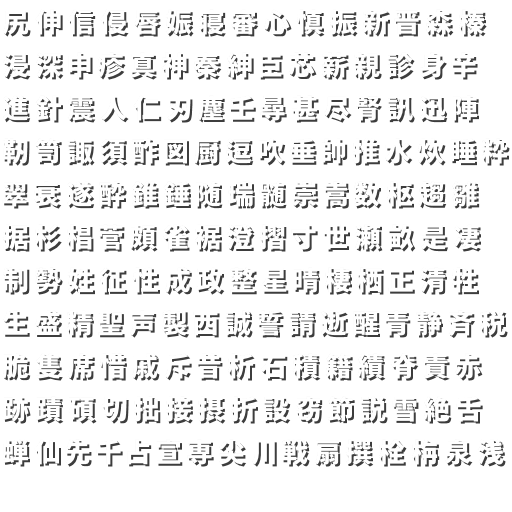 尻伸信侵唇娠寝審心慎振新晋森榛
浸深申疹真神秦紳臣芯薪親診身辛
進針震人仁刃塵壬尋甚尽腎訊迅陣
靭笥諏須酢図厨逗吹垂帥推水炊睡粋
翠衰遂酔錐錘随瑞髄崇嵩数枢趨雛
据杉椙菅頗雀裾澄摺寸世瀬畝是凄
制勢姓征性成政整星晴棲栖正清牲
生盛精聖声製西誠誓請逝醒青静斉税
脆隻席惜戚斥昔析石積籍績脊責赤
跡蹟碩切拙接摂折設窃節説雪絶舌
蝉仙先千占宣専尖川戦扇撰栓栴泉浅